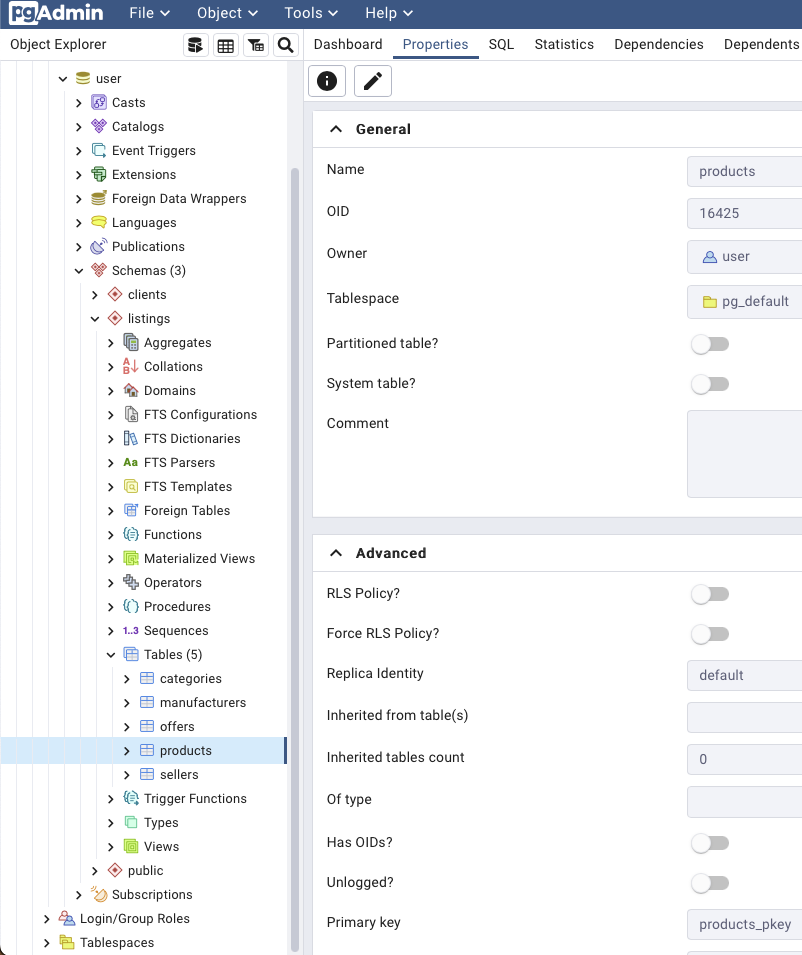 pgAdmin File Object Tools Help
Object Explorer
Dashboard Properties SQL Statistics Dependencies Dependents
user
Casts
Catalogs
Event Triggers
Extensions
Foreign Data Wrappers
Languages
Publications
Schemas (3)
clients
listings
Aggregates
Collations
Domains
FTS Configurations
FTS Dictionaries
Aa FTS Parsers
FTS Templates
Foreign Tables
Functions
Materialized Views
Operators
Procedures
1..3 Sequences
Tables (5)
categories
manufacturers
offers
products
sellers
Trigger Functions
Types
Views
public
Subscriptions
Login/Group Roles
Tablespaces
General
Name products
OID 16425
Owner user
Tablespace pg_default
Partitioned table?
System table?
Comment
Advanced
RLS Policy?
Force RLS Policy?
Replica Identity default
Inherited from table(s)
Inherited tables count 0
Of type
Has OIDs?
Unlogged?
Primary key products_pkey